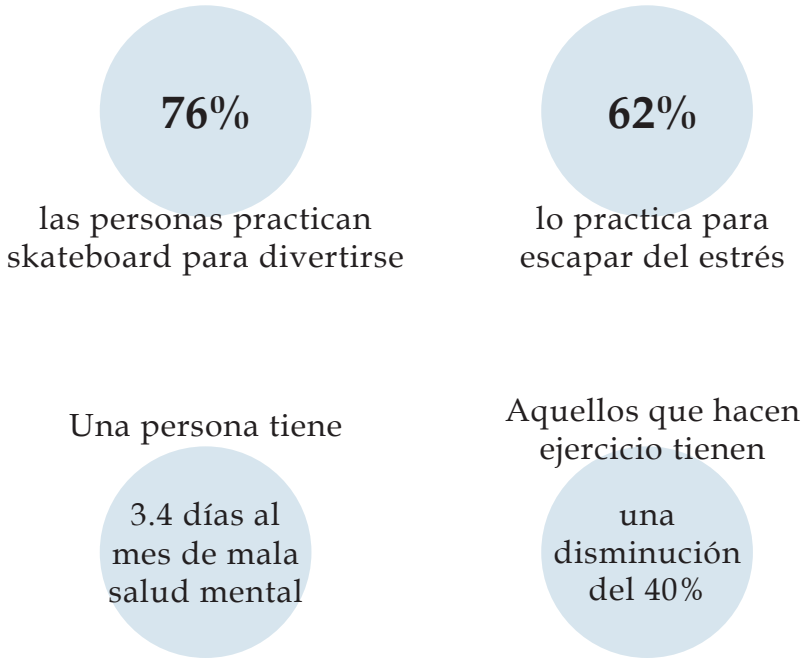 76%
las personas practican
skateboard para divertirse
62%
lo practica para
escapar del estrés
Una persona tiene
3.4 días al
mes de mala
salud mental
Aquellos que hacen
ejercicio tienen
una
disminución
del 40%